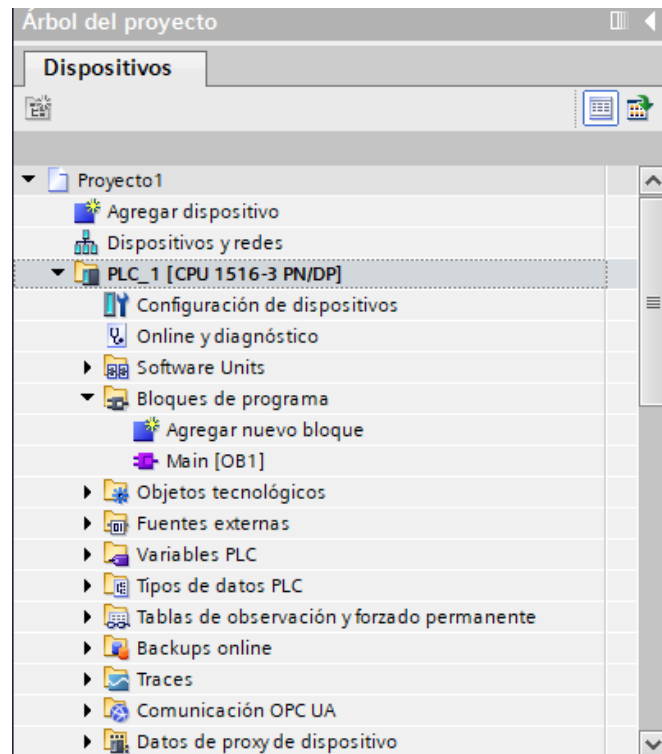 Árbol del proyecto
Dispositivos
Proyecto1
Agregar dispositivo
Dispositivos y redes
PLC_1 [CPU 1516-3 PN/DP]
Configuración de dispositivos
Online y diagnóstico
Software Units
Bloques de programa
Agregar nuevo bloque
Main [OB1]
Objetos tecnológicos
Fuentes externas
Variables PLC
Tipos de datos PLC
Tablas de observación y forzado permanente
Backups online
Traces
Comunicación OPC UA
Datos de proxy de dispositivo